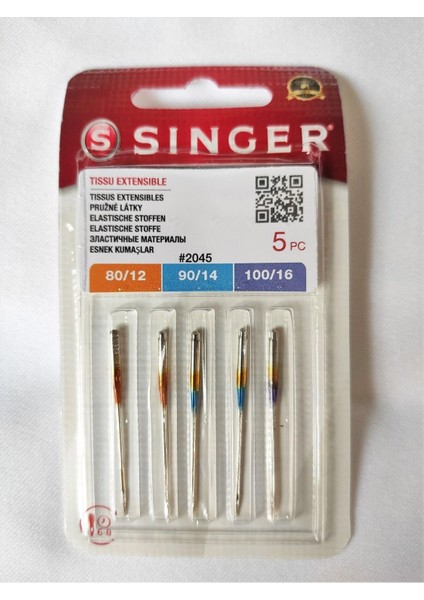 S SINGER
TISSU EXTENSIBLE
TISSUS EXTENSIBLES
PRUŽNÉ LÁTKY
ELASTISCHE STOFFEN
ELASTISCHE STOFFE
ЭЛАСТИЧНЫЕ МАТЕРИАЛЫ
ESNEK KUMAŞLAR
5 PC
#2045
80/12 90/14 100/16